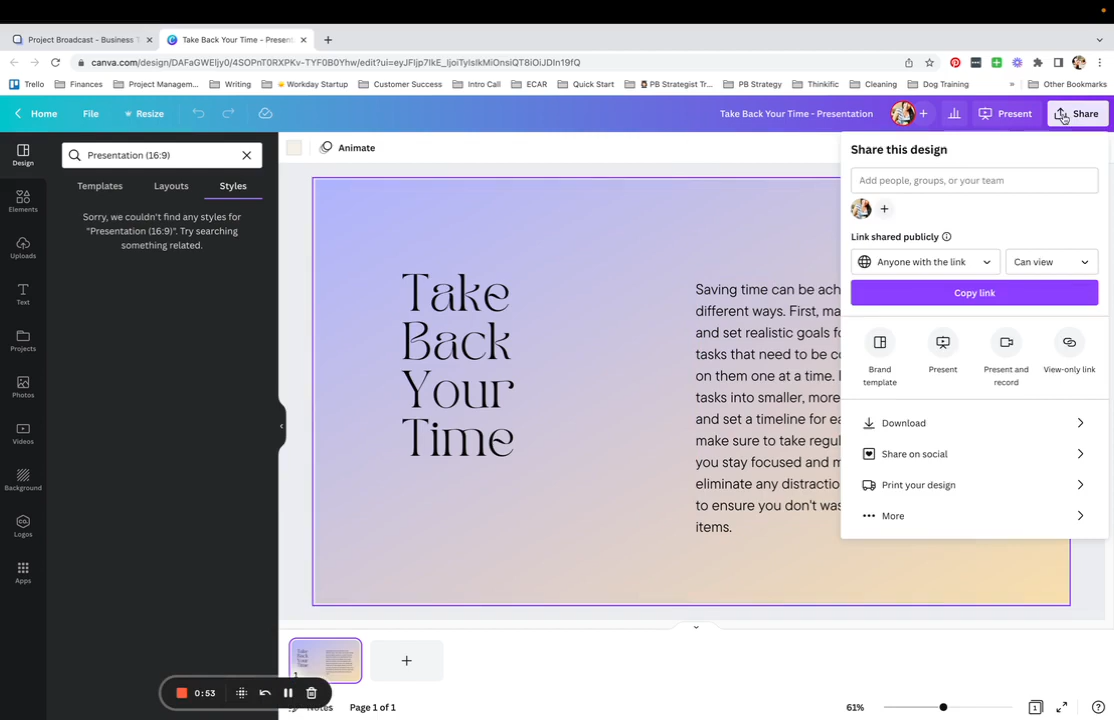 Project Broadcast - Business T
Take Back Your Time - Present
canva.com/design/DAFaGWEljy0/4SOPnT0RXPKv-TYF0B0Yhw/edit?ui=eyJFIjp7IkE_IjoiTyIsIkMiOnsiQT8iOiJDIn19fQ
Trello
Finances
Project Managem...
Writing
Workday Startup
Customer Success
Intro Call
ECAR
Quick Start
PB Strategist Tr...
PB Strategy
Thinkific
Cleaning
Dog Training
»
Other Bookmarks
Home
File
Resize
Take Back Your Time - Presentation
Present
Share
Design
Elements
Uploads
Text
Projects
Photos
Videos
Background
Logos
Apps
Presentation (16:9)
Templates
Layouts
Styles
Sorry, we couldn't find any styles for
"Presentation (16:9)". Try searching
something related.
Animate
Take
Back
Your
Time
Saving time can be ach
different ways. First, ma
and set realistic goals fo
tasks that need to be co
on them one at a time.
tasks into smaller, more
and set a timeline for ea
make sure to take regul
you stay focused and m
eliminate any distractio
to ensure you don't was
items.
Share this design
Add people, groups, or your team
Link shared publicly
Anyone with the link
Can view
Copy link
Brand
template
Present
Present and
record
View-only link
Download
Share on social
Print your design
More
1
0:53
Notes
Page 1 of 1
61%
1